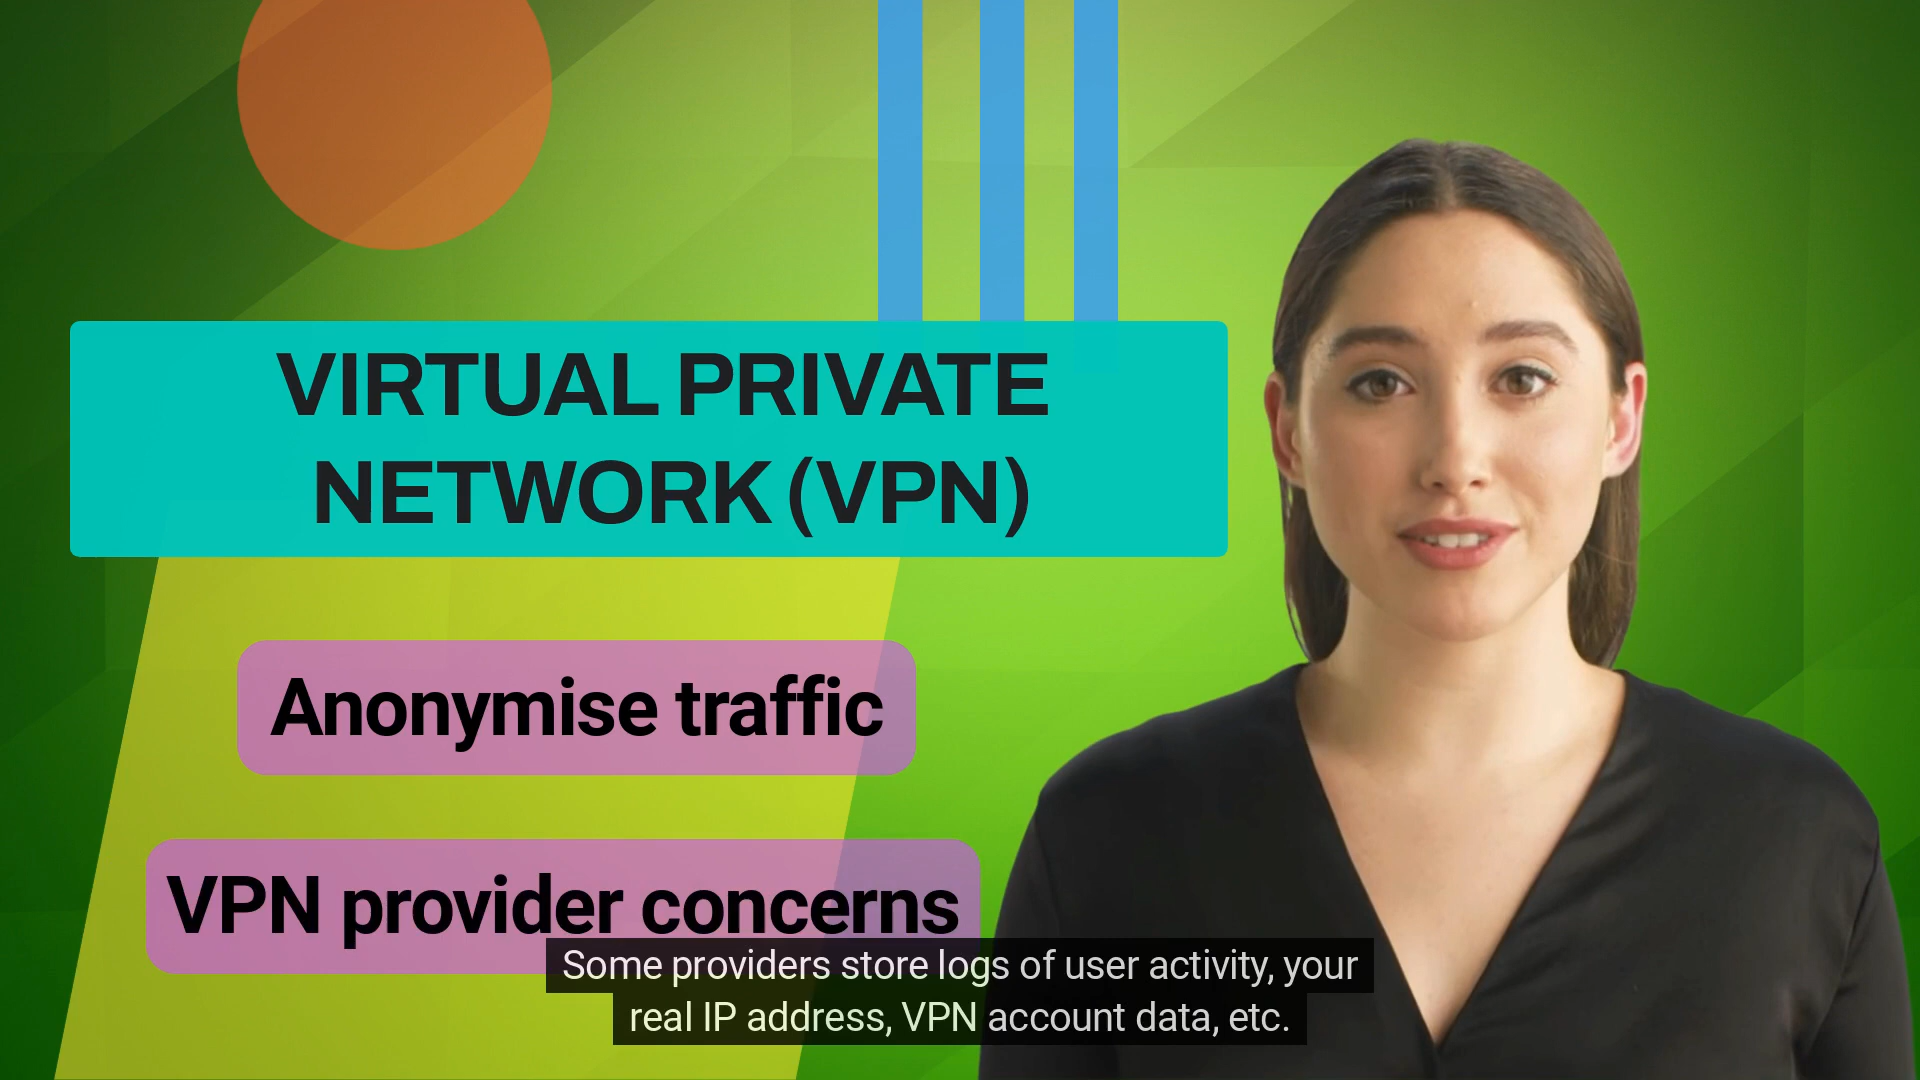 VIRTUAL PRIVATE
NETWORK (VPN)
Anonymise traffic
VPN provider concerns
Some providers store logs of user activity, your
real IP address, VPN account data, etc.